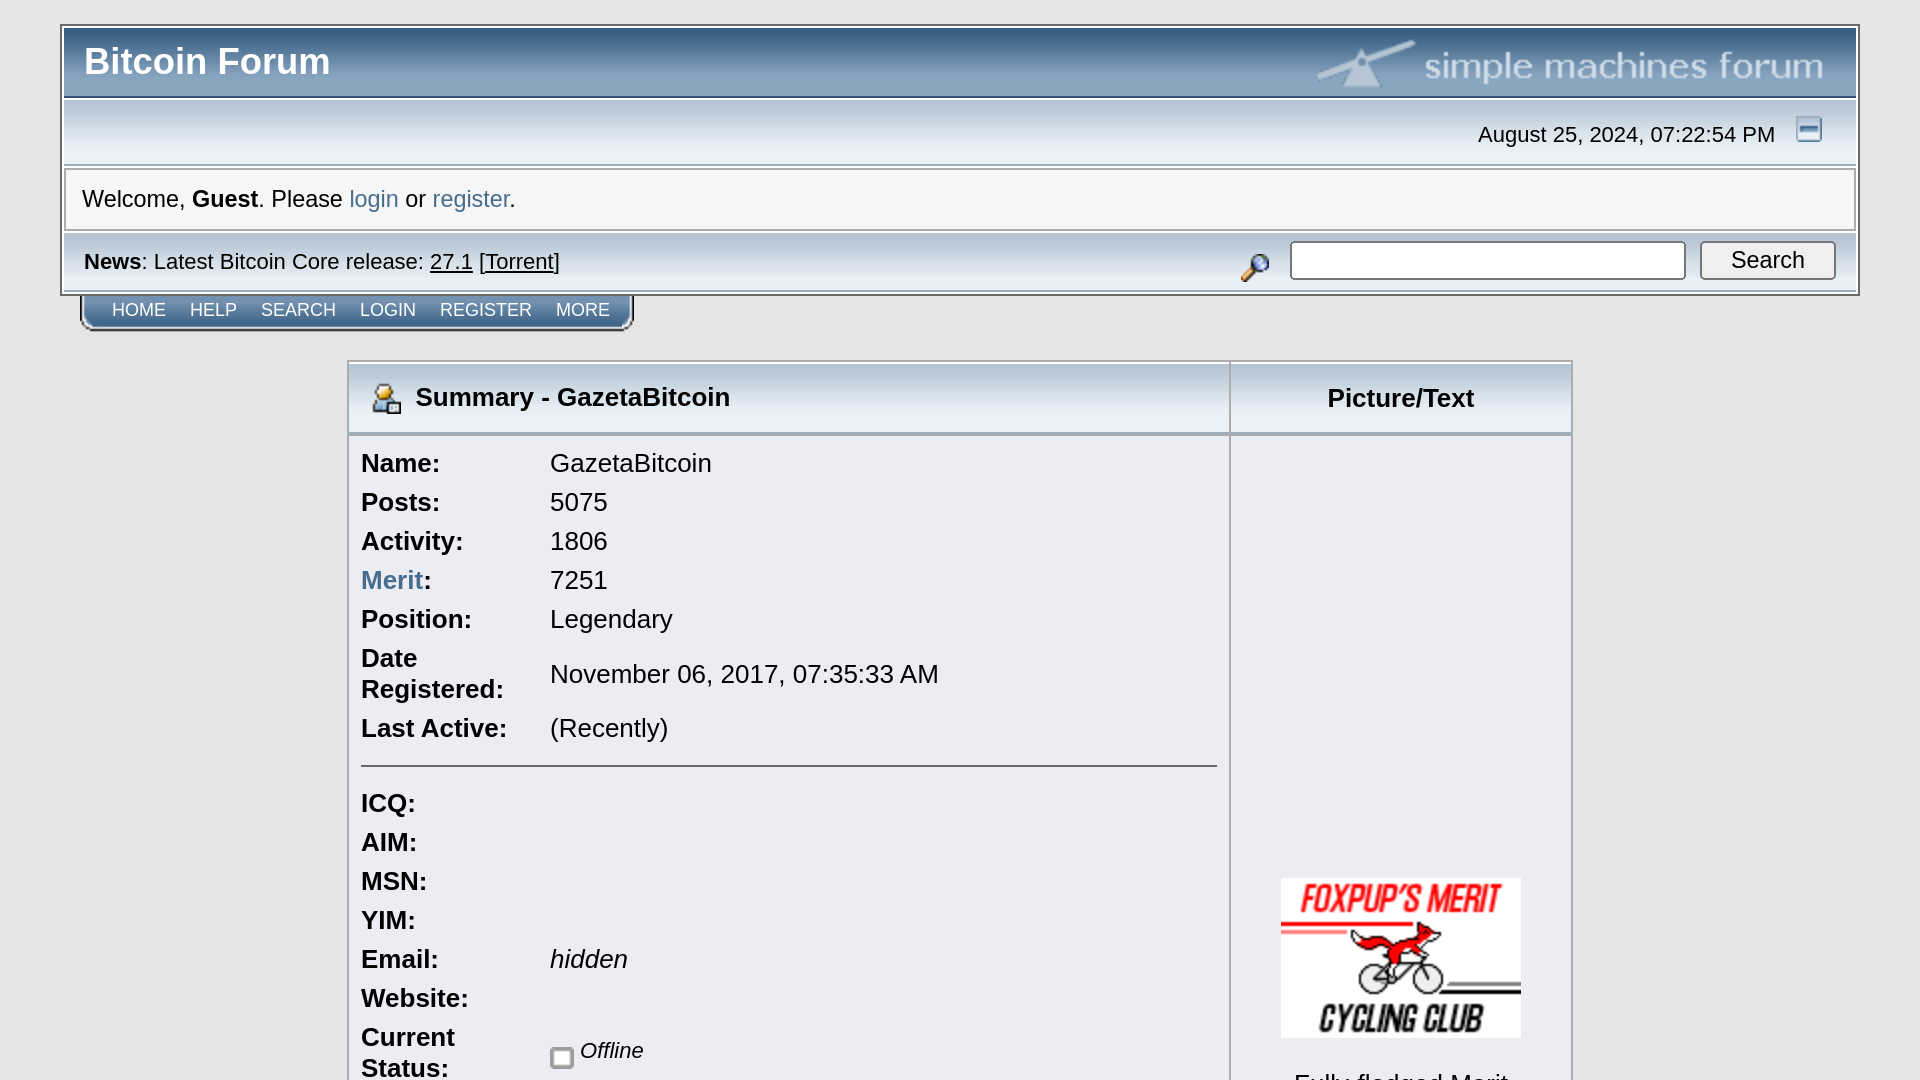 Bitcoin Forum
simple machines forum
August 25, 2024, 07:22:54 PM
Welcome, Guest. Please login or register.
News: Latest Bitcoin Core release: 27.1 [Torrent]
Search
HOME HELP SEARCH LOGIN REGISTER MORE
Summary - GazetaBitcoin
Picture/Text
Name: GazetaBitcoin
Posts: 5075
Activity: 1806
Merit: 7251
Position: Legendary
Date
Registered: November 06, 2017, 07:35:33 AM
Last Active: (Recently)
ICQ:
AIM:
MSN:
YIM:
Email: hidden
Website:
Current
Status: Offline
FOXPUP'S MERIT
CYCLING CLUB
Fully fledged Merit